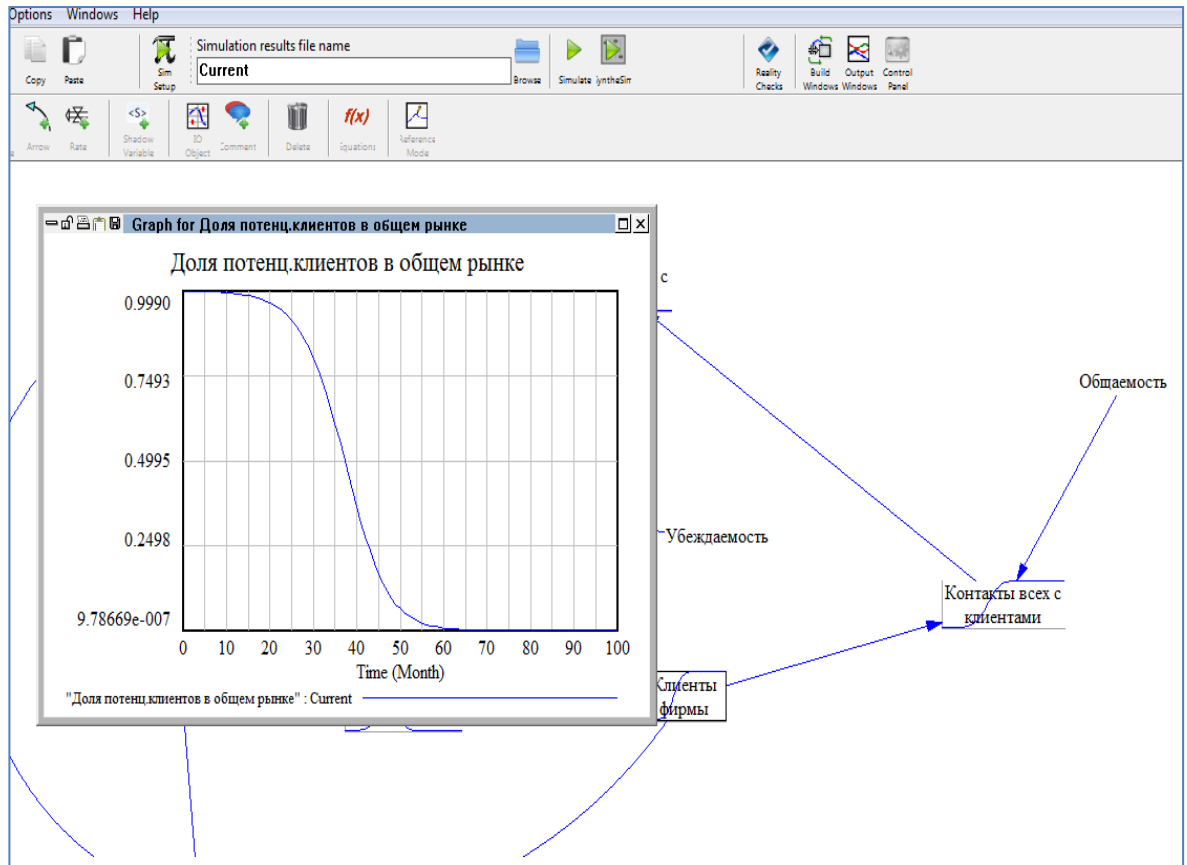 Options Windows Help
Simulation results file name
Current
Copy
Paste
Sim
Setup
Browse
Simulate
yntheSim
Reality
Checks
Build
Windows
Output
Windows
Control
Panel
Arrow
Rate
<S>
Shadow
Variable
IO
Object
Comment
Delete
f(x)
Equations
Reference
Mode
Graph for Доля потенц.клиентов в общем рынке
Доля потенц.клиентов в общем рынке
0.9990
0.7493
0.4995
0.2498
9.78669e-007
0 10 20 30 40 50 60 70 80 90 100
Time (Month)
"Доля потенц.клиентов в общем рынке" : Current
с
Общаемость
Убеждаемость
Контакты всех с
клиентами
Клиенты
фирмы